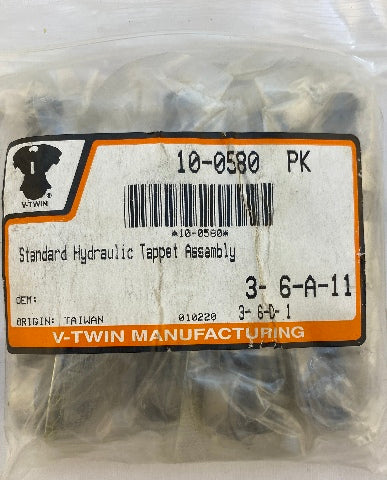 10-0580 PK
V-TWIN
®
*10-0580*
Standard Hydraulic Tappet Assembly
OEM:
3- 6-A-11
ORIGIN: TAIWAN 010220 3- 6-D- 1
V-TWIN MANUFACTURING